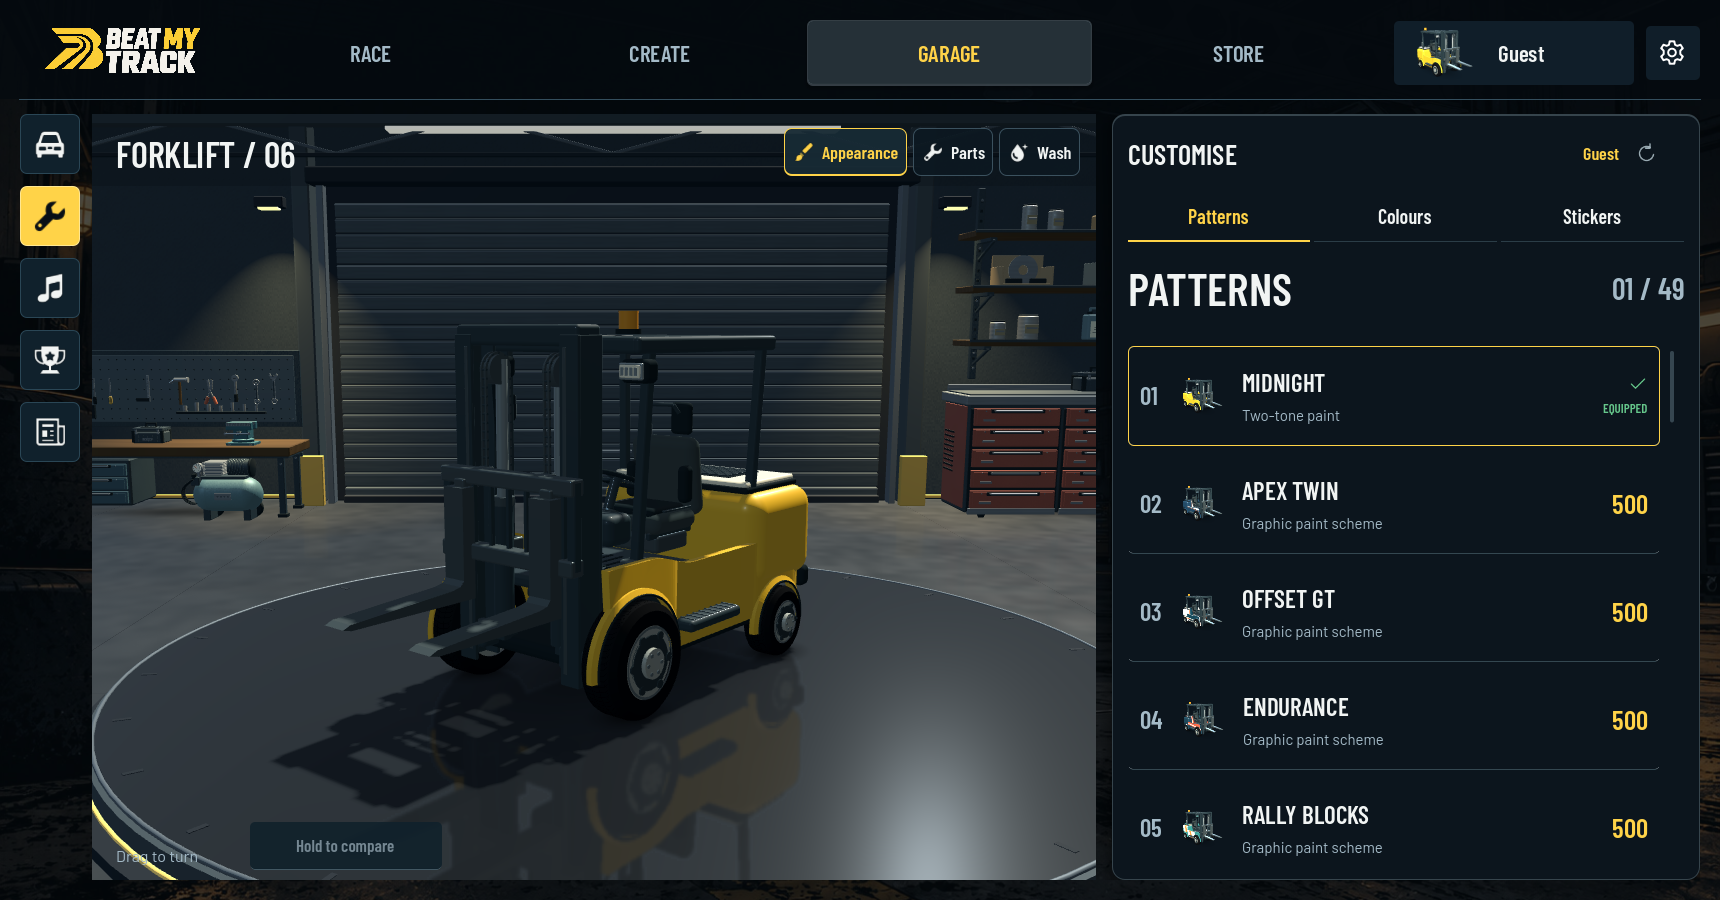 BEAT MY
TRACK
RACE
CREATE
GARAGE
STORE
Guest
FORKLIFT / 06
Appearance
Parts
Wash
Drag to turn
Hold to compare
CUSTOMISE
Guest
Patterns
Colours
Stickers
PATTERNS
01 / 49
01
MIDNIGHT
Two-tone paint
EQUIPPED
02
APEX TWIN
Graphic paint scheme
500
03
OFFSET GT
Graphic paint scheme
500
04
ENDURANCE
Graphic paint scheme
500
05
RALLY BLOCKS
Graphic paint scheme
500